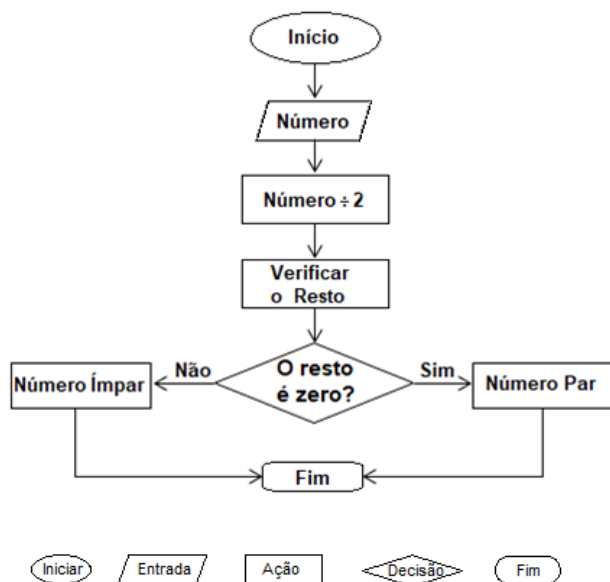 Início
Número
Número ÷ 2
Verificar
o Resto
O resto
é zero?
Não
Sim
Número Ímpar
Número Par
Fim
Iniciar
Entrada
Ação
Decisão
Fim